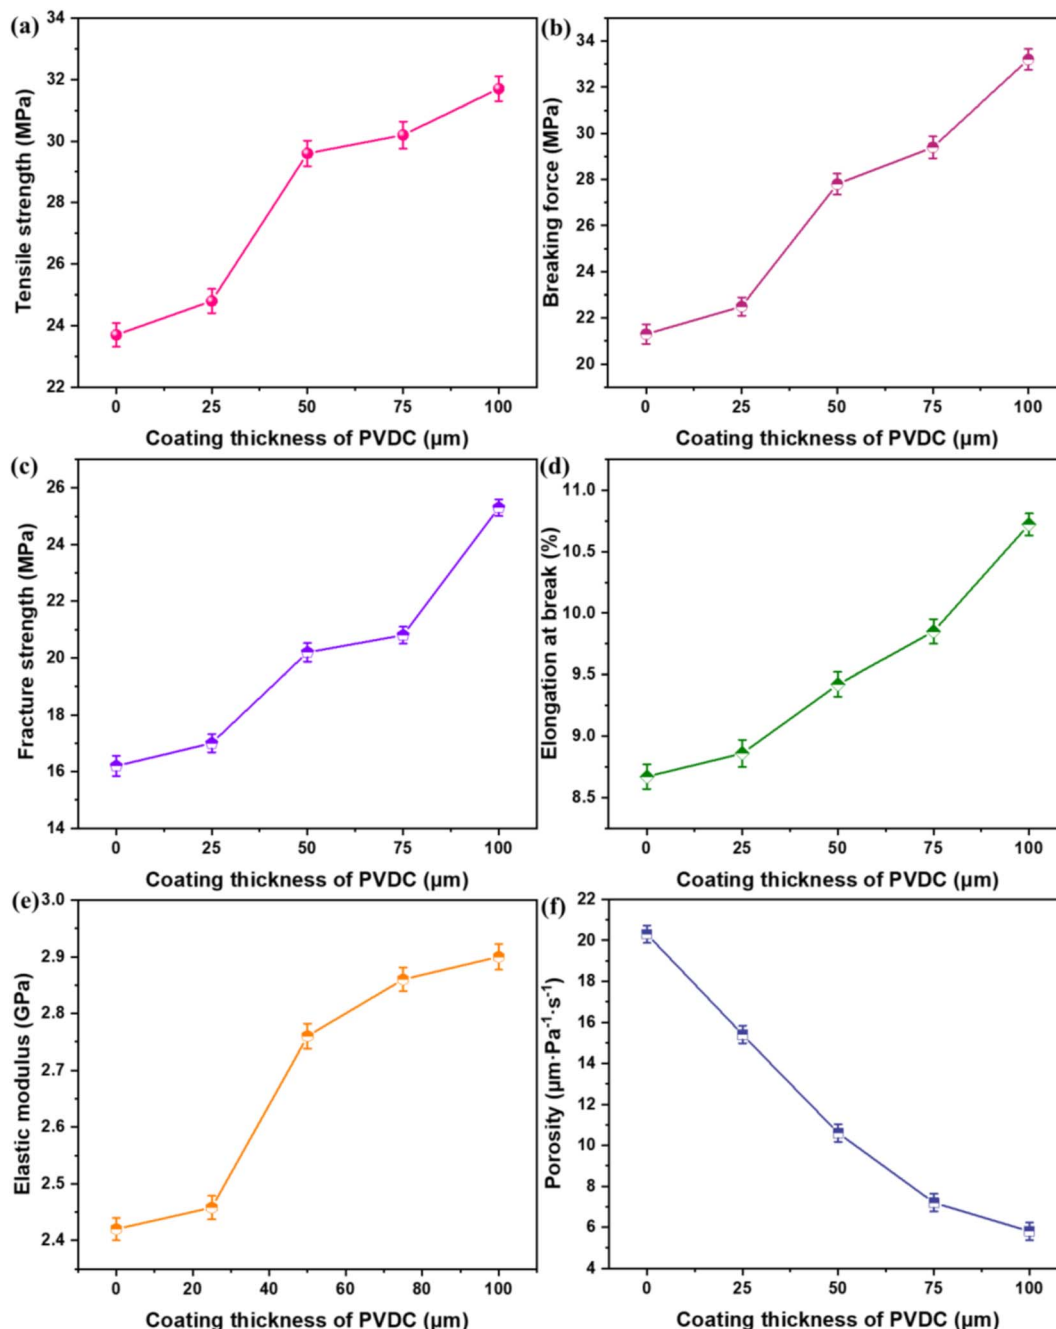 (a)
Tensile strength (MPa)
34
32
30
28
26
24
22
0 25 50 75 100
Coating thickness of PVDC (μm)
(b)
Breaking force (MPa)
34
32
30
28
26
24
22
20
0 25 50 75 100
Coating thickness of PVDC (μm)
(c)
Fracture strength (MPa)
26
24
22
20
18
16
14
0 25 50 75 100
Coating thickness of PVDC (μm)
(d)
Elongation at break (%)
11.0
10.5
10.0
9.5
9.0
8.5
0 25 50 75 100
Coating thickness of PVDC (μm)
(e)
Elastic modulus (GPa)
3.0
2.9
2.8
2.7
2.6
2.5
2.4
0 20 40 60 80 100
Coating thickness of PVDC (μm)
(f)
Porosity (μm·Pa⁻¹·s⁻¹)
22
20
18
16
14
12
10
8
6
4
0 25 50 75 100
Coating thickness of PVDC (μm)